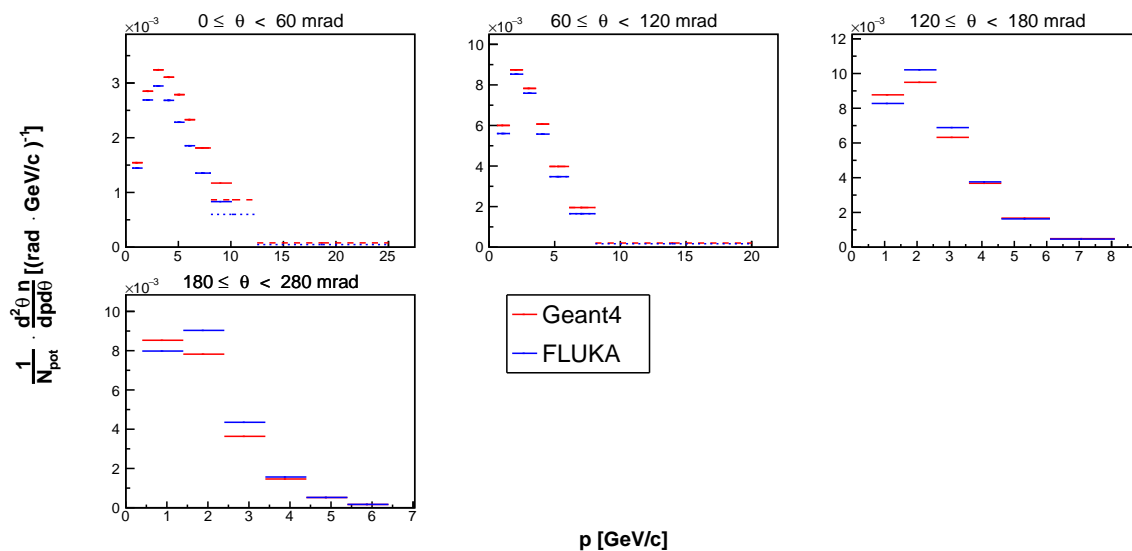 0 ≤ θ < 60 mrad
×10⁻³
3
2
1
0
0 5 10 15 20 25
60 ≤ θ < 120 mrad
×10⁻³
10
8
6
4
2
0
0 5 10 15 20
120 ≤ θ < 180 mrad
×10⁻³
12
10
8
6
4
2
0
0 1 2 3 4 5 6 7 8
180 ≤ θ < 280 mrad
×10⁻³
10
8
6
4
2
0
0 1 2 3 4 5 6 7
Geant4
FLUKA
1/N_pot · d²θ n/dpdθ [(rad · GeV/c )⁻¹]
p [GeV/c]